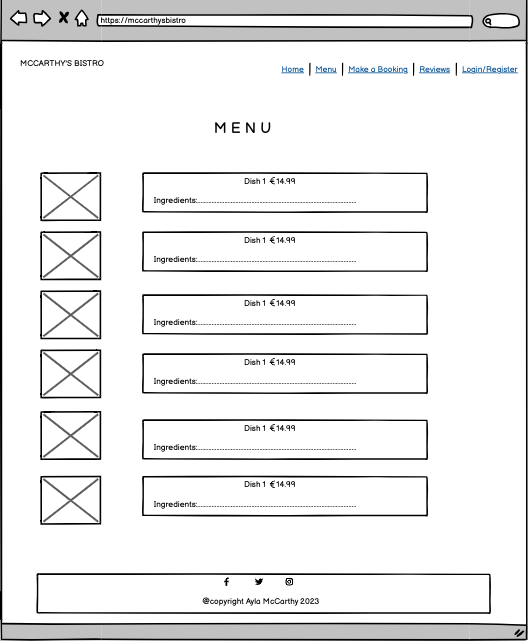 https://mccarthysbistro
MCCARTHY'S BISTRO
Home | Menu | Make a Booking | Reviews | Login/Register
MENU
Dish 1 €14.99
Ingredients:
Dish 1 €14.99
Ingredients:
Dish 1 €14.99
Ingredients:
Dish 1 €14.99
Ingredients:
Dish 1 €14.99
Ingredients:
Dish 1 €14.99
Ingredients:
@copyright Ayla McCarthy 2023